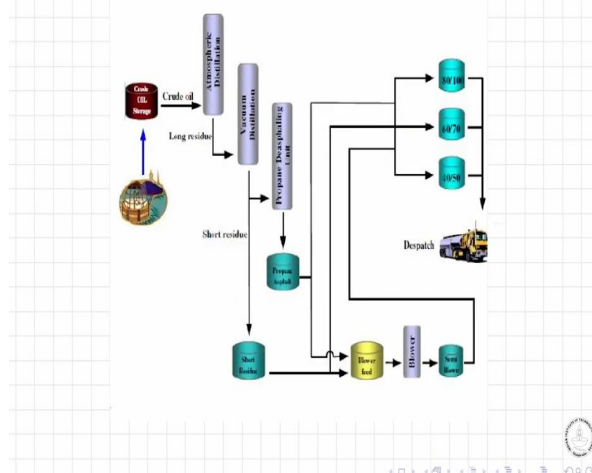 Crude
OIL
Storage
Crude oil
Atmospheric
Distillation
Long residue
Vacuum
Distillation
Propane Deasphaling
Unit
Short residue
Propane
Asphalt
Short
Residue
Blower
feed
Blower
Semi
Blown
80/100
60/70
40/50
Despatch